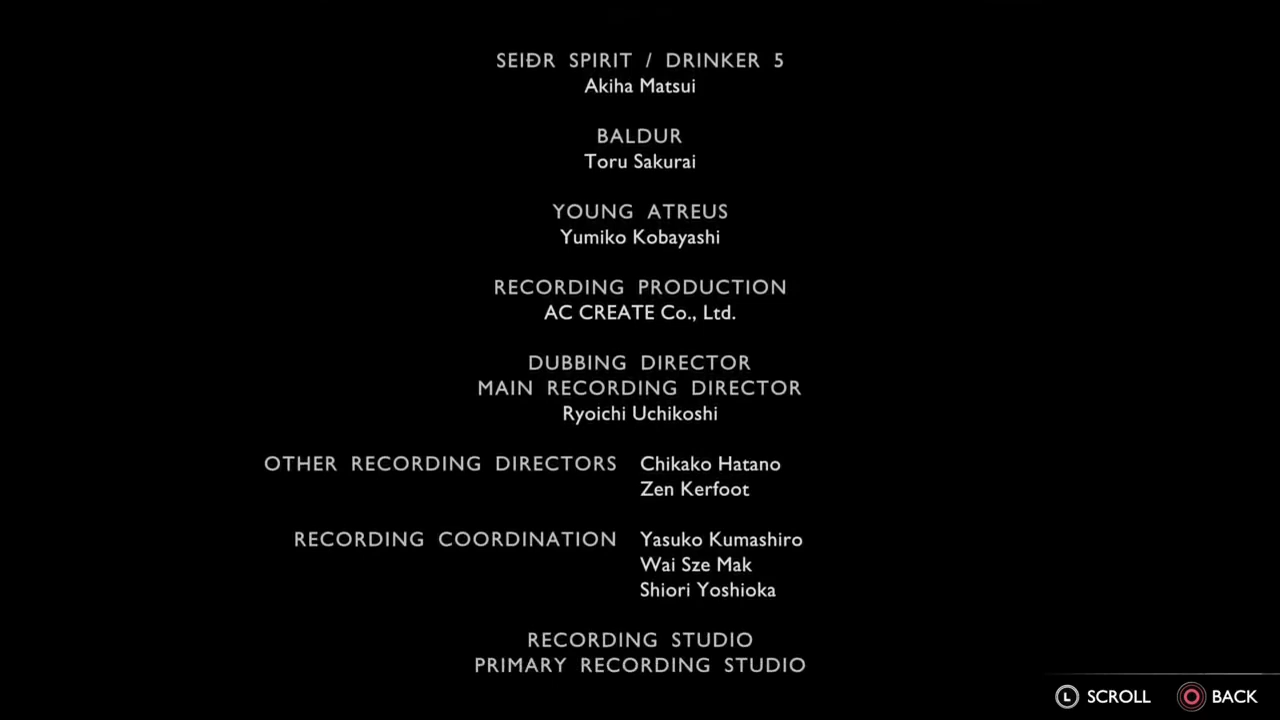 SEIÐR SPIRIT / DRINKER 5
Akiha Matsui
BALDUR
Toru Sakurai
YOUNG ATREUS
Yumiko Kobayashi
RECORDING PRODUCTION
AC CREATE Co., Ltd.
DUBBING DIRECTOR
MAIN RECORDING DIRECTOR
Ryoichi Uchikoshi
OTHER RECORDING DIRECTORS Chikako Hatano
Zen Kerfoot
RECORDING COORDINATION Yasuko Kumashiro
Wai Sze Mak
Shiori Yoshioka
RECORDING STUDIO
PRIMARY RECORDING STUDIO
L SCROLL BACK